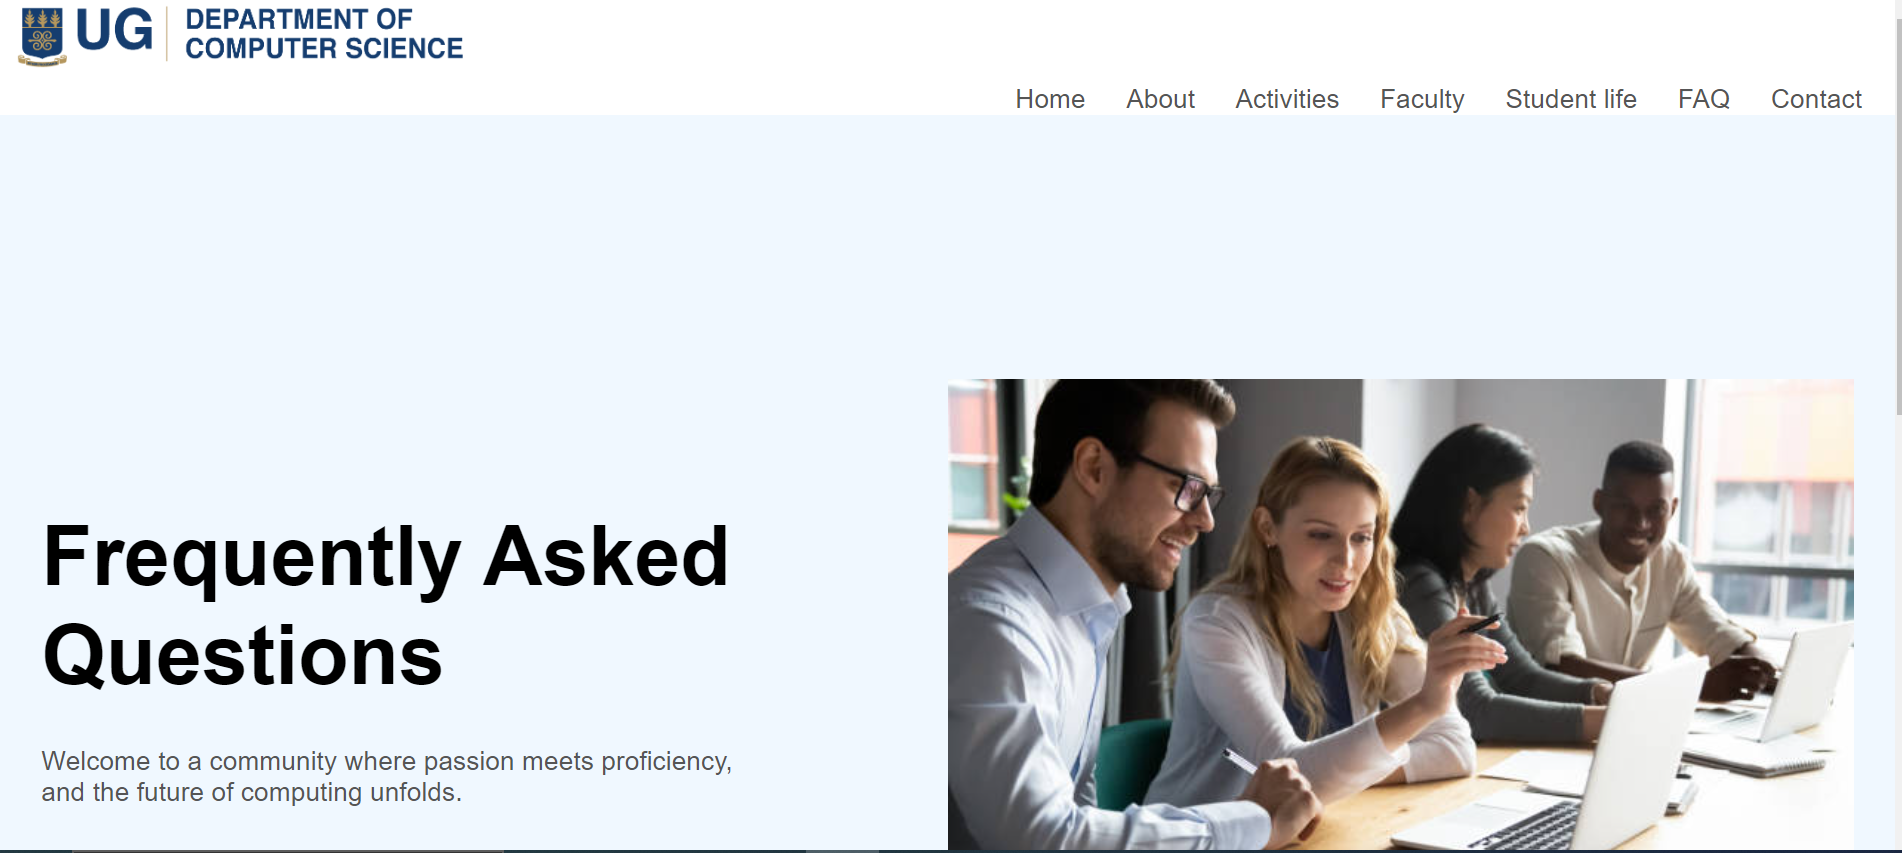 UG
DEPARTMENT OF
COMPUTER SCIENCE
Home About Activities Faculty Student life FAQ Contact
Frequently Asked
Questions
Welcome to a community where passion meets proficiency,
and the future of computing unfolds.